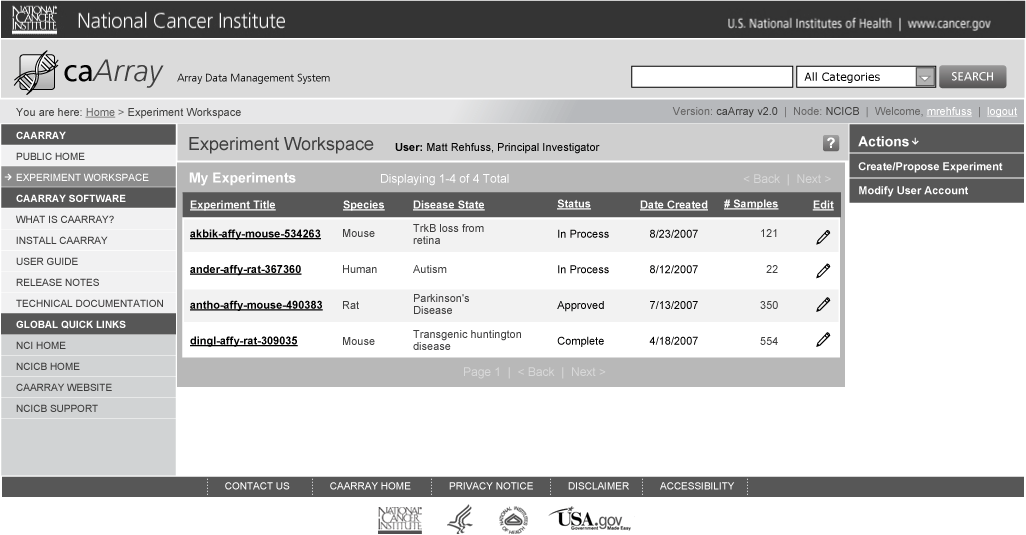 NATIONAL CANCER INSTITUTE National Cancer Institute U.S. National Institutes of Health | www.cancer.gov
caArray Array Data Management System All Categories SEARCH
You are here: Home > Experiment Workspace Version: caArray v2.0 | Node: NCICB | Welcome, mrehfuss | logout
CAARRAY
PUBLIC HOME
EXPERIMENT WORKSPACE
CAARRAY SOFTWARE
WHAT IS CAARRAY?
INSTALL CAARRAY
USER GUIDE
RELEASE NOTES
TECHNICAL DOCUMENTATION
GLOBAL QUICK LINKS
NCI HOME
NCICB HOME
CAARRAY WEBSITE
NCICB SUPPORT
Experiment Workspace User: Matt Rehfuss, Principal Investigator ?
My Experiments Displaying 1-4 of 4 Total < Back | Next >
Experiment Title Species Disease State Status Date Created # Samples Edit
akbik-affy-mouse-534263 Mouse TrkB loss from retina In Process 8/23/2007 121
ander-affy-rat-367360 Human Autism In Process 8/12/2007 22
antho-affy-mouse-490383 Rat Parkinson's Disease Approved 7/13/2007 350
dingl-affy-rat-309035 Mouse Transgenic huntington disease Complete 4/18/2007 554
Page 1 | < Back | Next >
Actions
Create/Propose Experiment
Modify User Account
CONTACT US CAARRAY HOME PRIVACY NOTICE DISCLAIMER ACCESSIBILITY
NATIONAL CANCER INSTITUTE USA.gov
Government Made Easy